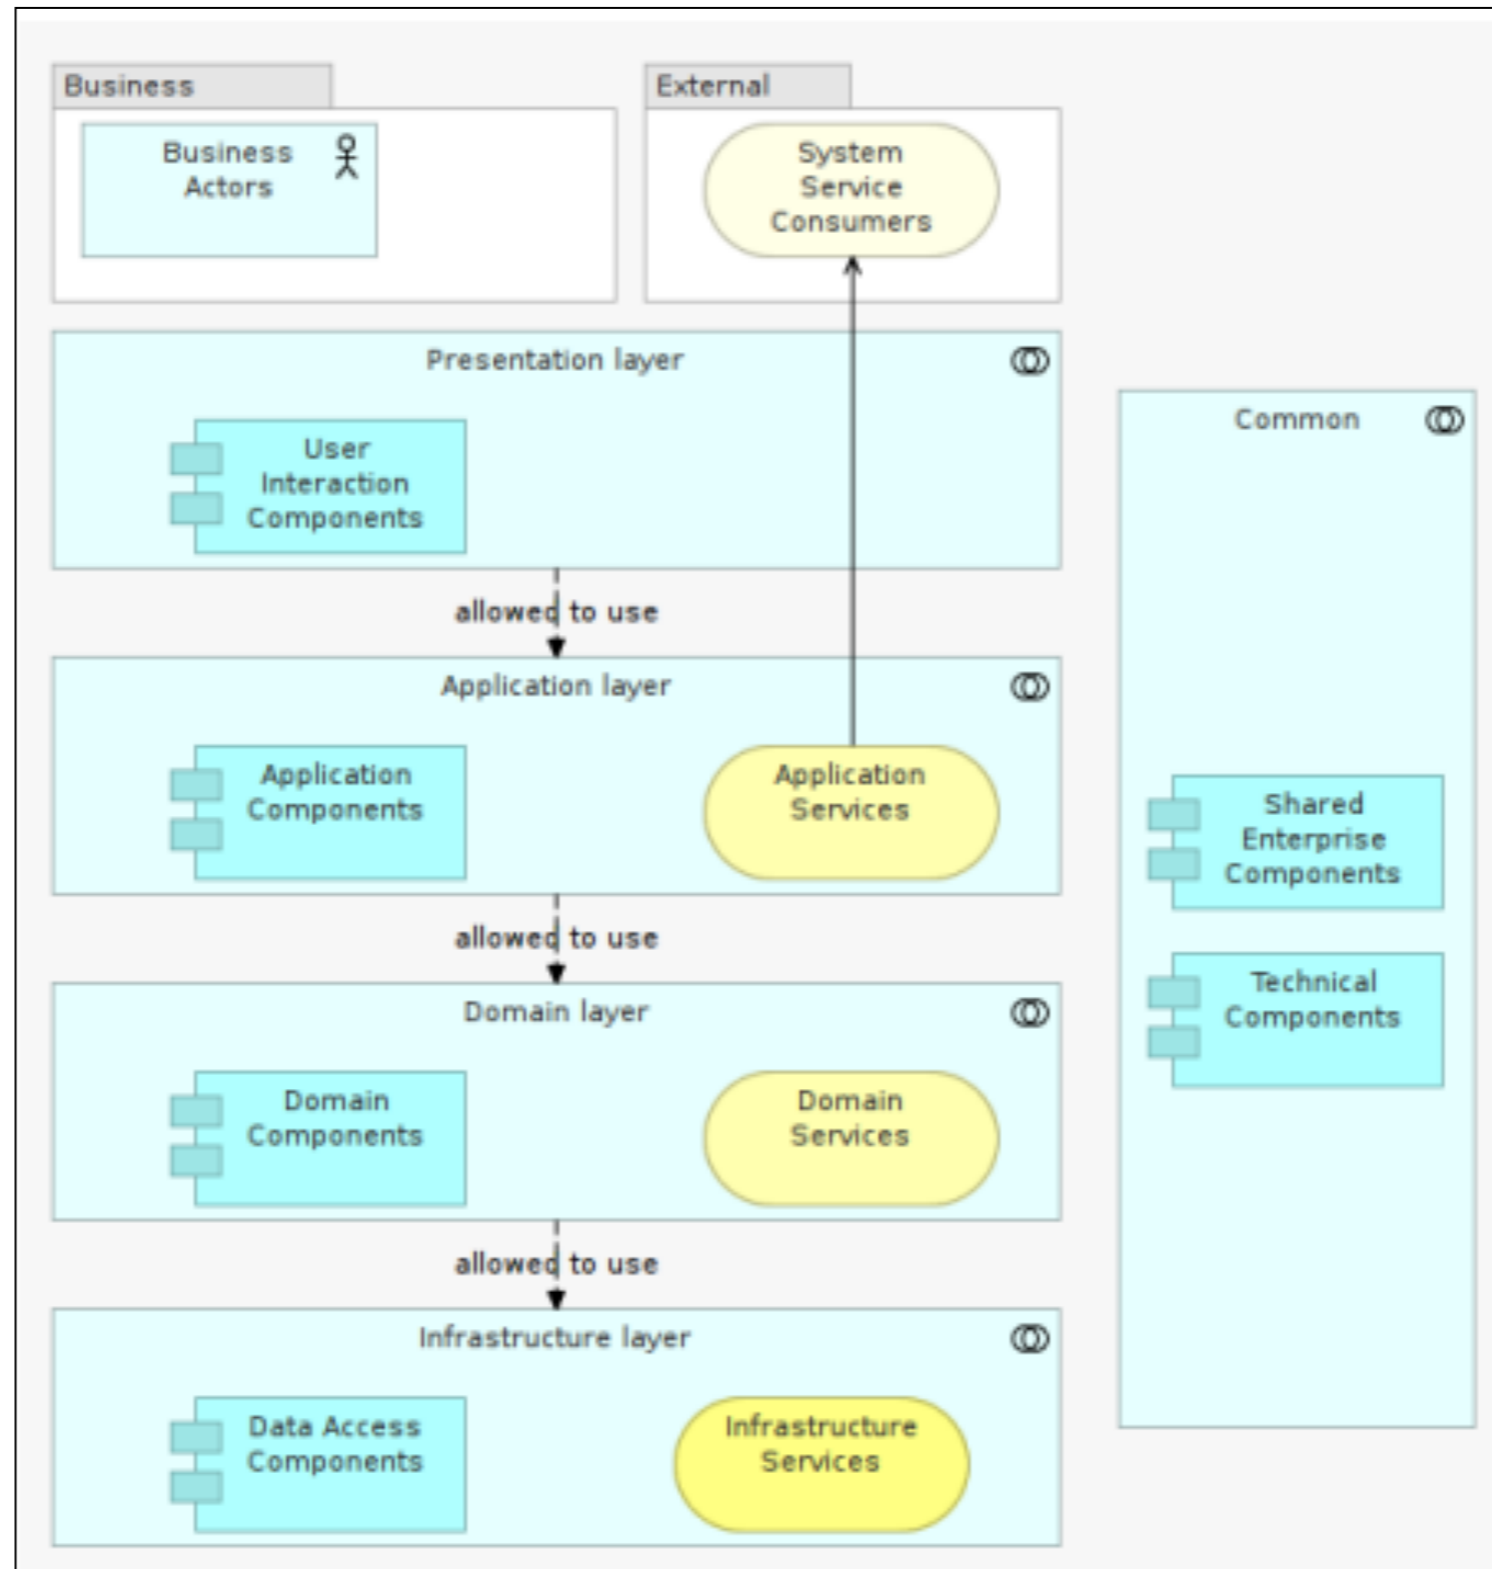 Business
External
Business
Actors
System
Service
Consumers
Presentation layer
User
Interaction
Components
Common
allowed to use
Application layer
Application
Components
Application
Services
Shared
Enterprise
Components
allowed to use
Technical
Components
Domain layer
Domain
Components
Domain
Services
allowed to use
Infrastructure layer
Data Access
Components
Infrastructure
Services